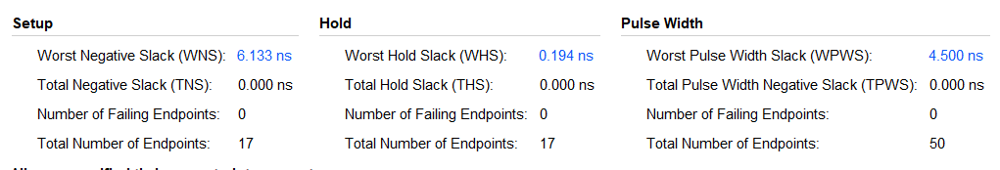 Setup
Worst Negative Slack (WNS): 6.133 ns
Total Negative Slack (TNS): 0.000 ns
Number of Failing Endpoints: 0
Total Number of Endpoints: 17
Hold
Worst Hold Slack (WHS): 0.194 ns
Total Hold Slack (THS): 0.000 ns
Number of Failing Endpoints: 0
Total Number of Endpoints: 17
Pulse Width
Worst Pulse Width Slack (WPWS): 4.500 ns
Total Pulse Width Negative Slack (TPWS): 0.000 ns
Number of Failing Endpoints: 0
Total Number of Endpoints: 50